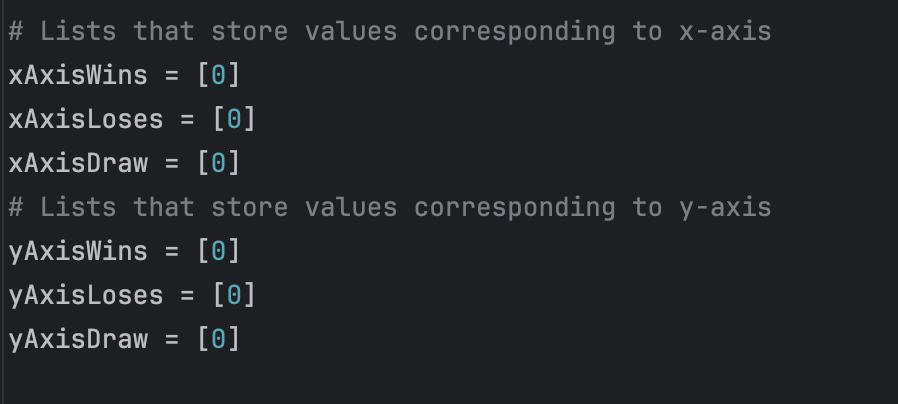 # Lists that store values corresponding to x-axis
xAxisWins = [0]
xAxisLoses = [0]
xAxisDraw = [0]
# Lists that store values corresponding to y-axis
yAxisWins = [0]
yAxisLoses = [0]
yAxisDraw = [0]